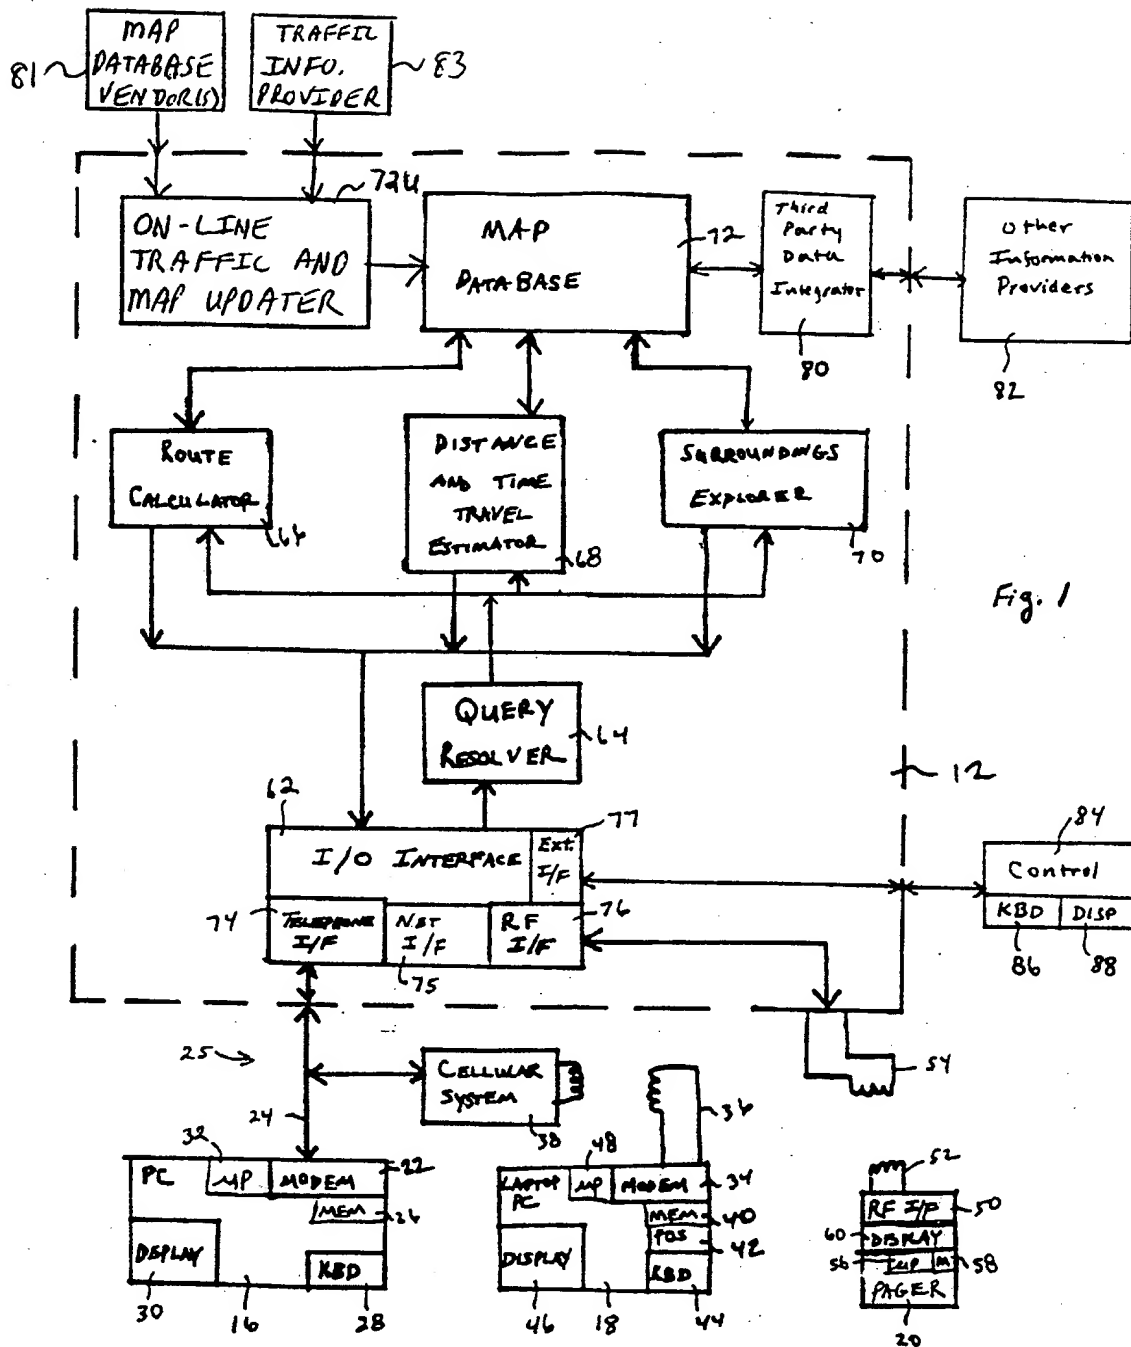 MAP
DATABASE
VENDOR(S)
81
TRAFFIC
INFO.
PROVIDER
83
72U
ON-LINE
TRAFFIC AND
MAP UPDATER
MAP
DATABASE
72
Third
Party
Data
Integrator
80
Other
Information
Providers
82
ROUTE
CALCULATOR
66
DISTANCE
AND TIME
TRAVEL
ESTIMATOR
68
SURROUNDINGS
EXPLORER
70
Fig. 1
QUERY
RESOLVER
64
12
62
I/O INTERFACE
77
Ext.
I/F
74
TELEPHONE
I/F
NET
I/F
75
RF
I/F
76
84
Control
KBD
DISP
86
88
25
24
CELLULAR
SYSTEM
38
36
54
32
PC
MP
MODEM
22
MEM
26
DISPLAY
KBD
30
16
28
48
LAPTOP
PC
MP
MODEM
34
MEM
40
POS
42
DISPLAY
KBD
46
18
44
52
RF I/F
50
60
DISPLAY
56
MP
M
58
PAGER
20